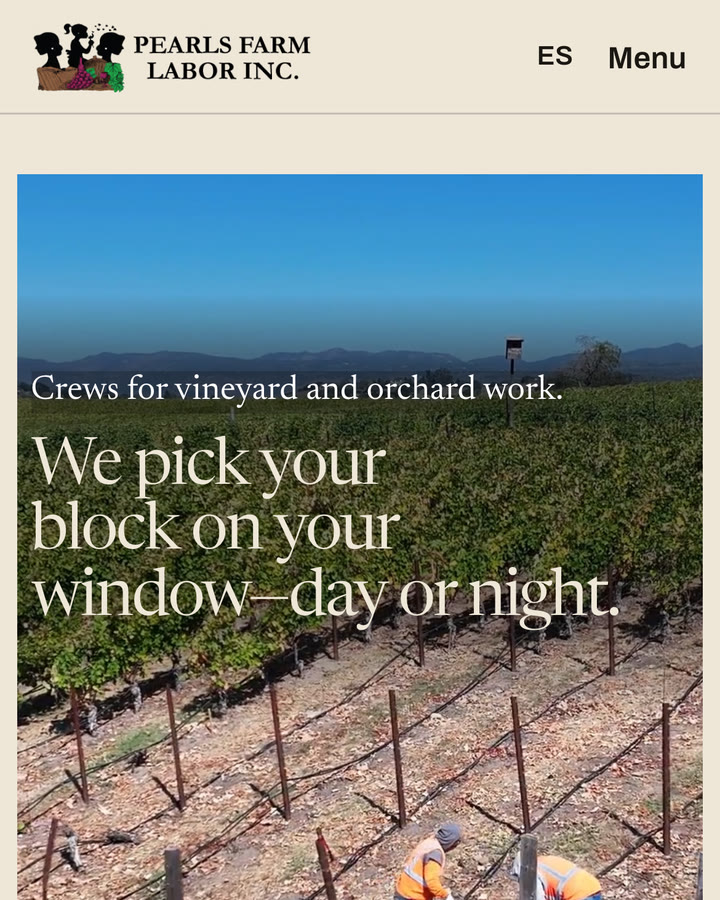 PEARLS FARM
LABOR INC.
ES
Menu
Crews for vineyard and orchard work.
We pick your
block on your
window—day or night.